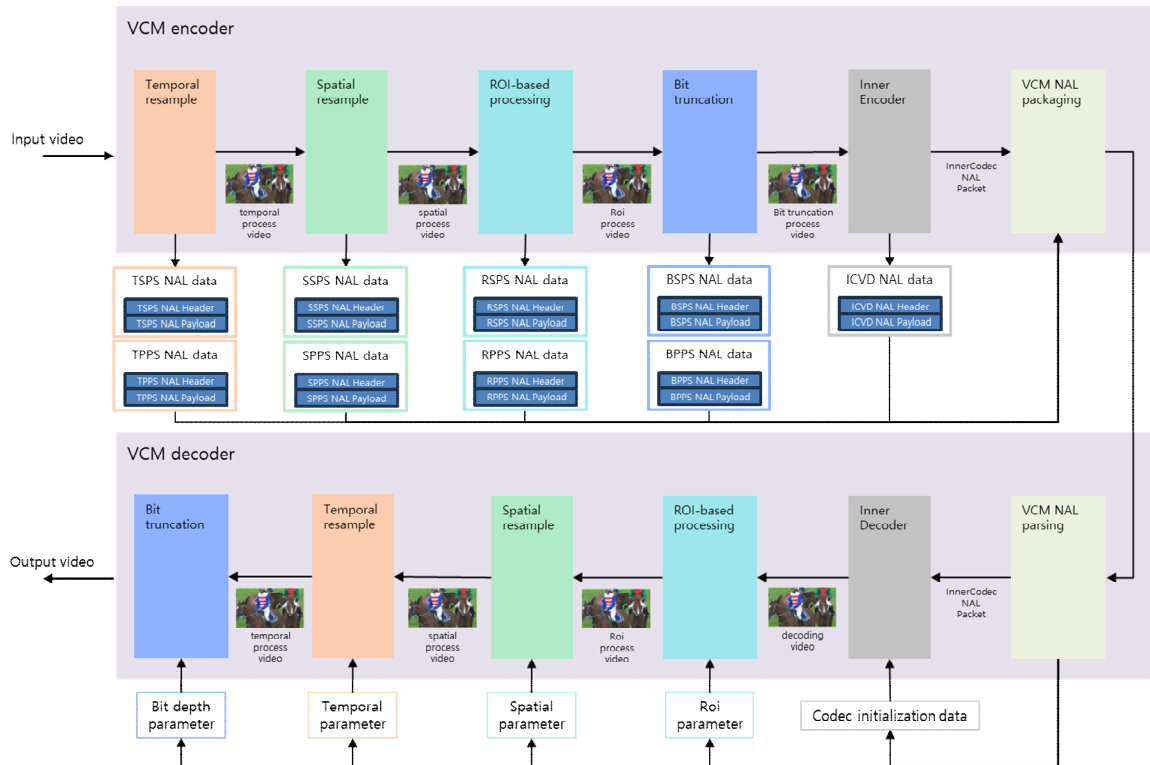 VCM encoder
Temporal
resample
Spatial
resample
ROI-based
processing
Bit
truncation
Inner
Encoder
VCM NAL
packaging
Input video
temporal
process
video
spatial
process
video
Roi
process
video
Bit truncation
process
video
InnerCodec
NAL
Packet
TSPS NAL data
TSPS NAL Header
TSPS NAL Payload
SSPS NAL data
SSPS NAL Header
SSPS NAL Payload
RSPS NAL data
RSPS NAL Header
RSPS NAL Payload
BSPS NAL data
BSPS NAL Header
BSPS NAL Payload
ICVD NAL data
ICVD NAL Header
ICVD NAL Payload
TPPS NAL data
TPPS NAL Header
TPPS NAL Payload
SPPS NAL data
SPPS NAL Header
SPPS NAL Payload
RPPS NAL data
RPPS NAL Header
RPPS NAL Payload
BPPS NAL data
BPPS NAL Header
BPPS NAL Payload
VCM decoder
Bit
truncation
Temporal
resample
Spatial
resample
ROI-based
processing
Inner
Decoder
VCM NAL
parsing
Output video
temporal
process
video
spatial
process
video
Roi
process
video
decoding
video
InnerCodec
NAL
Packet
Bit depth
parameter
Temporal
parameter
Spatial
parameter
Roi
parameter
Codec initialization data